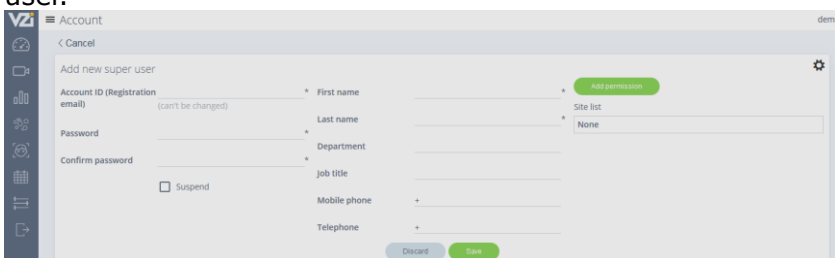 user.
VZi
Account
dem
< Cancel
Add new super user
Account ID (Registration email) *
(can't be changed)
Password *
Confirm password *
Suspend
First name *
Last name *
Department
Job title
Mobile phone +
Telephone +
Add permission
Site list
None
Discard
Save